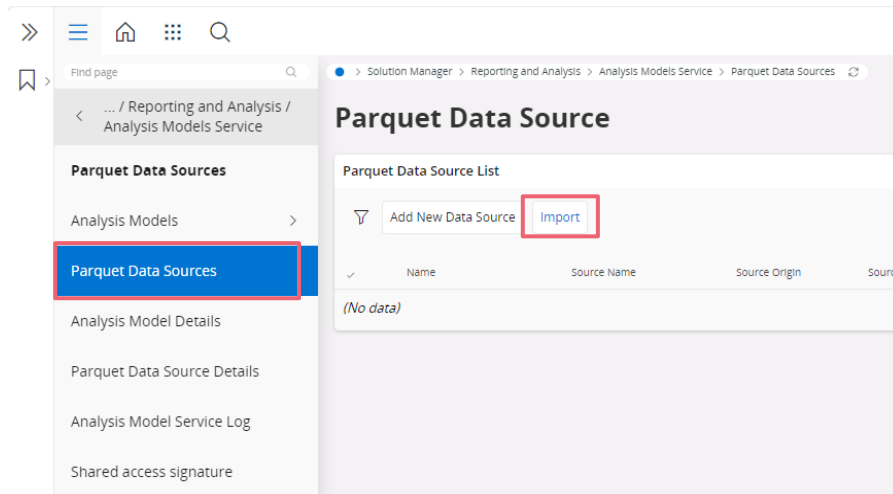 Find page
... / Reporting and Analysis /
Analysis Models Service
Parquet Data Sources
Analysis Models
Parquet Data Sources
Analysis Model Details
Parquet Data Source Details
Analysis Model Service Log
Shared access signature
> Solution Manager > Reporting and Analysis > Analysis Models Service > Parquet Data Sources
Parquet Data Source
Parquet Data Source List
Add New Data Source Import
Name Source Name Source Origin Sourc
(No data)